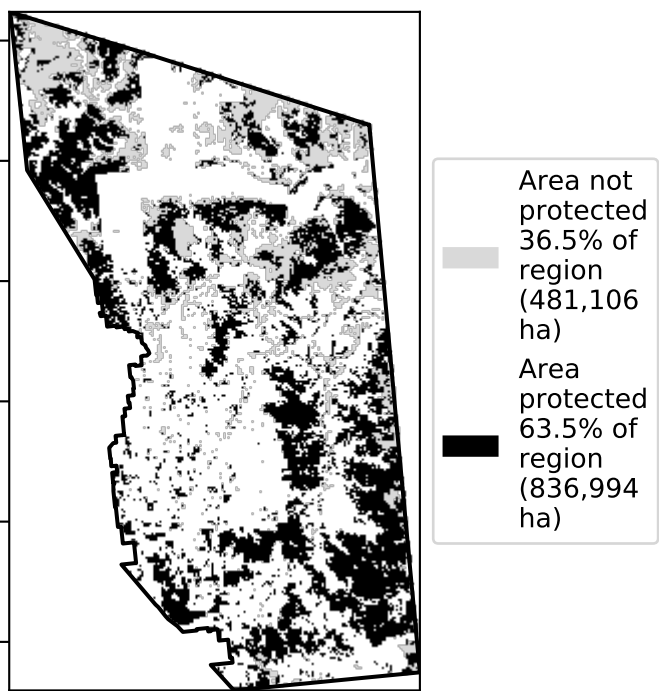 Area not
protected
36.5% of
region
(481,106
ha)
Area
protected
63.5% of
region
(836,994
ha)